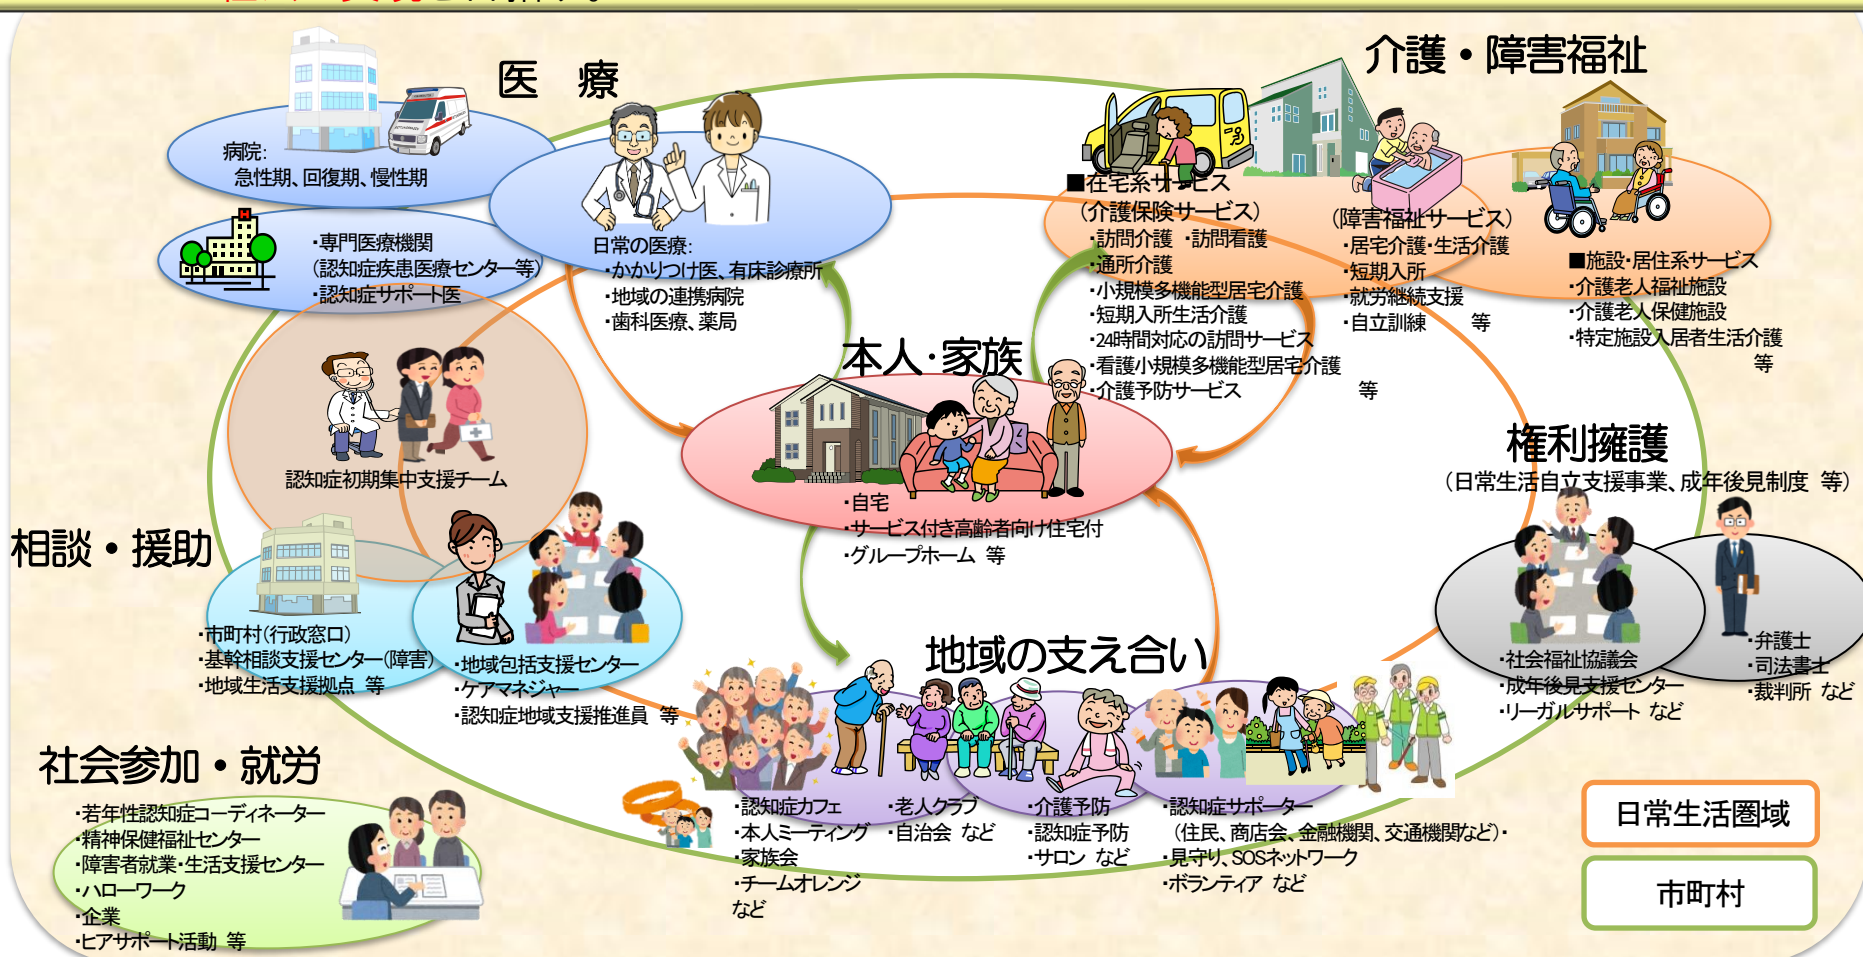 医　療
介護・障害福祉
病院:
急性期、回復期、慢性期
・専門医療機関
(認知症疾患医療センター等)
・認知症サポート医
日常の医療:
・かかりつけ医、有床診療所
・地域の連携病院
・歯科医療、薬局
■在宅系サービス
(介護保険サービス)
・訪問介護 ・訪問看護
・通所介護
・小規模多機能型居宅介護
・短期入所生活介護
・24時間対応の訪問サービス
・看護小規模多機能型居宅介護
・介護予防サービス　等
(障害福祉サービス)
・居宅介護・生活介護
・短期入所
・就労継続支援
・自立訓練　等
■施設・居住系サービス
・介護老人福祉施設
・介護老人保健施設
・特定施設入居者生活介護
等
本人・家族
・自宅
・サービス付き高齢者向け住宅付
・グループホーム 等
認知症初期集中支援チーム
権利擁護
(日常生活自立支援事業、成年後見制度 等)
・社会福祉協議会
・成年後見支援センター
・リーガルサポート など
・弁護士
・司法書士
・裁判所 など
相談・援助
・市町村(行政窓口)
・基幹相談支援センター(障害)
・地域生活支援拠点 等
・地域包括支援センター
・ケアマネジャー
・認知症地域支援推進員 等
地域の支え合い
・認知症カフェ
・本人ミーティング
・家族会
・チームオレンジ
など
・老人クラブ
・自治会 など
・介護予防
・認知症予防
・サロン など
・認知症サポーター
(住民、商店会、金融機関、交通機関など)・
・見守り、SOSネットワーク
・ボランティア など
社会参加・就労
・若年性認知症コーディネーター
・精神保健福祉センター
・障害者就業・生活支援センター
・ハローワーク
・企業
・ピアサポート活動 等
日常生活圏域
市町村